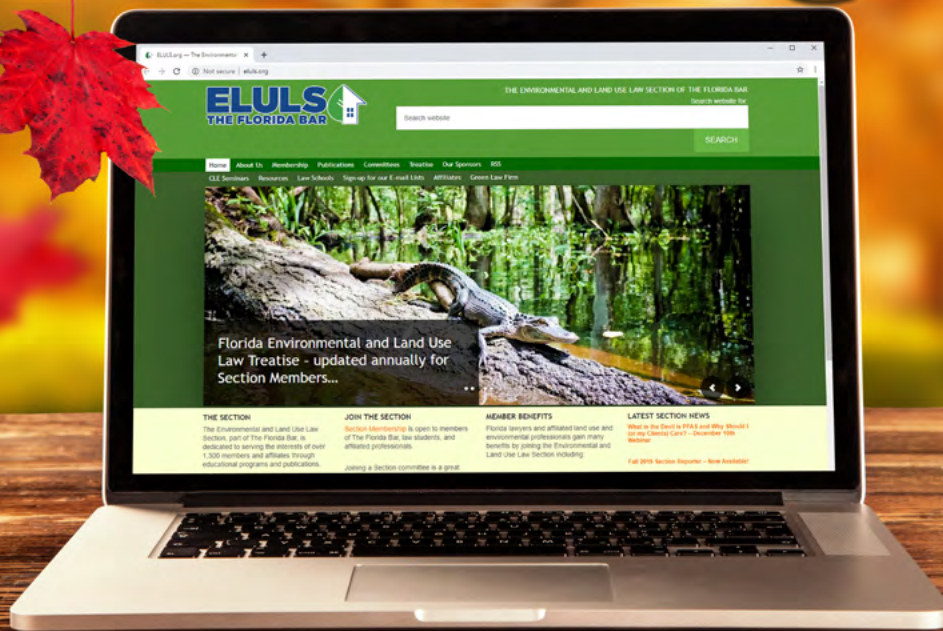 ELULS.org — The Environmental
Not secure | eluls.org
ELULS
THE FLORIDA BAR
THE ENVIRONMENTAL AND LAND USE LAW SECTION OF THE FLORIDA BAR
Search website for
Search website
SEARCH
Home About Us Membership Publications Committees Treatise Our Sponsors RSS
CLE Seminars Resources Law Schools Sign-up for our E-mail Lists Affiliates Green Law Firm
Florida Environmental and Land Use
Law Treatise - updated annually for
Section Members...
THE SECTION
The Environmental and Land Use Law
Section, part of The Florida Bar, is
dedicated to serving the interests of over
1,300 members and affiliates through
educational programs and publications.
JOIN THE SECTION
Section Membership is open to members
of The Florida Bar, law students, and
affiliated professionals.
Joining a Section committee is a great
MEMBER BENEFITS
Florida lawyers and affiliated land use and
environmental professionals gain many
benefits by joining the Environmental and
Land Use Law Section including:
LATEST SECTION NEWS
What in the Devil is PFAS and Why Should I
(or my Clients) Care? – December 10th
Webinar
Fall 2019 Section Reporter – Now Available!